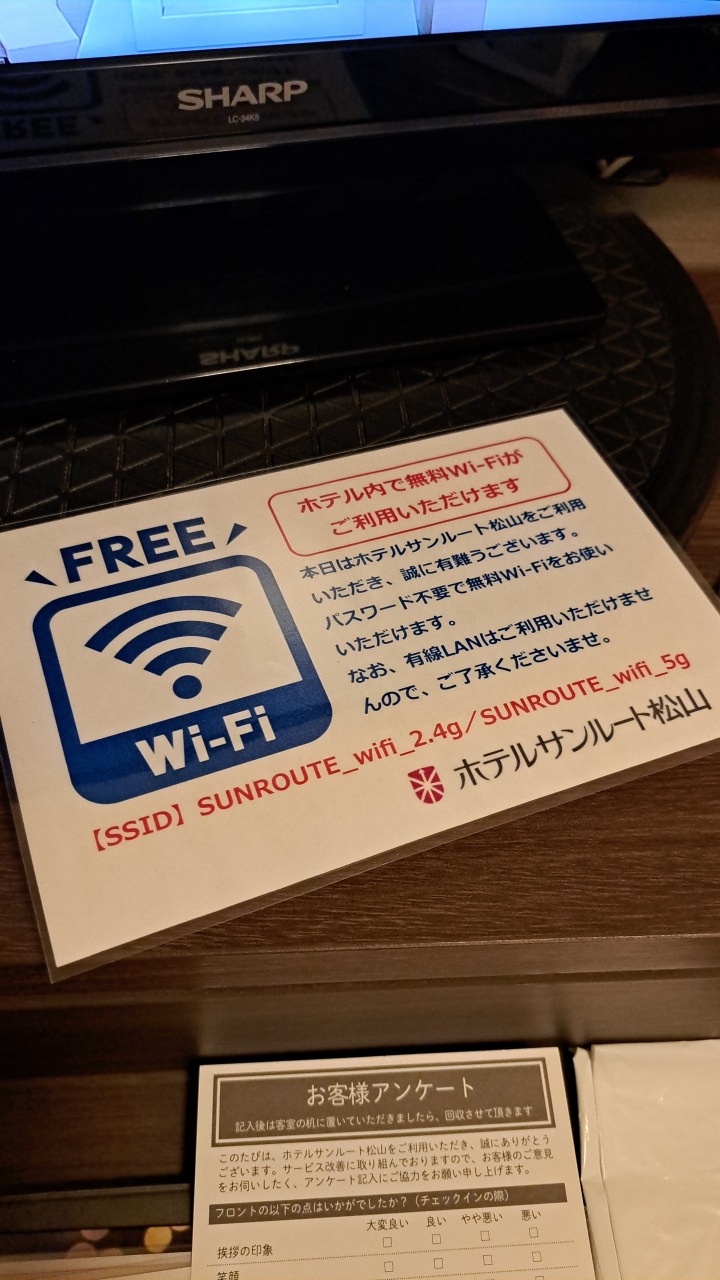 SHARP
LC-24K5
FREE
Wi-Fi
ホテル内で無料Wi-Fiが
ご利用いただけます
本日はホテルサンルート松山をご利用
いただき、誠に有難うございます。
パスワード不要で無料Wi-Fiをお使い
いただけます。
なお、有線LANはご利用いただけませ
んので、ご了承くださいませ。
【SSID】SUNROUTE_wifi_2.4g／SUNROUTE_wifi_5g
ホテルサンルート松山
お客様アンケート
記入後は客室の机に置いていただきましたら、回収させて頂きます
このたびは、ホテルサンルート松山をご利用いただき、誠にありがとう
ございます。サービス改善に取り組んでおりますので、お客様のご意見
をお伺いしたく、アンケート記入にご協力をお願い申し上げます。
フロントの以下の点はいかがでしたか？（チェックインの際）
大変良い 良い やや悪い 悪い
挨拶の印象 □ □ □ □
笑顔 □ □ □ □